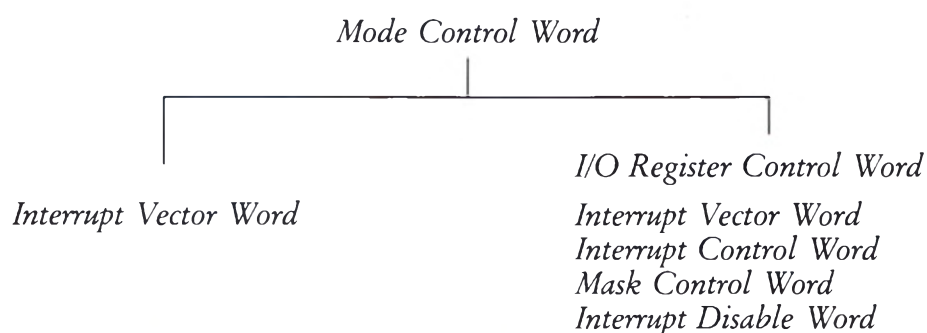 Mode Control Word
I/O Register Control Word
Interrupt Vector Word
Interrupt Vector Word
Interrupt Control Word
Mask Control Word
Interrupt Disable Word